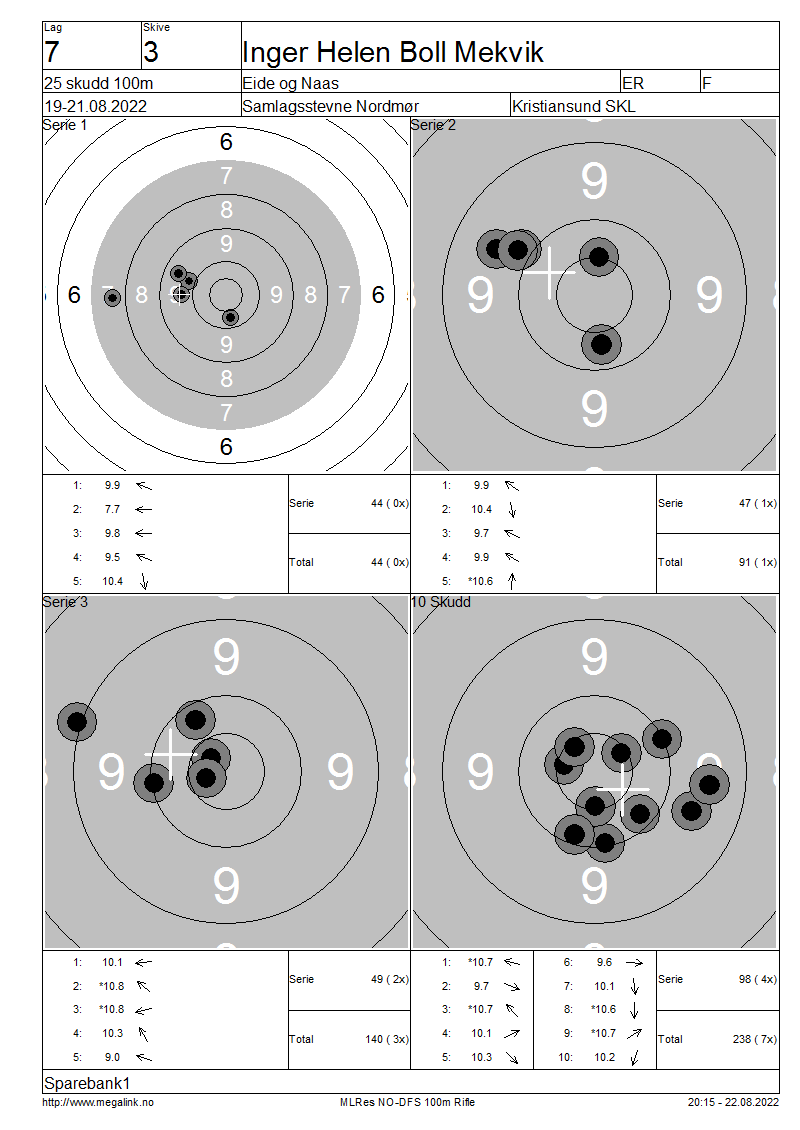 Lag Skive
7 3 Inger Helen Boll Mekvik
25 skudd 100m Eide og Naas ER F
19-21.08.2022 Samlagsstevne Nordmør Kristiansund SKL
Serie 1
6
7
8
9
6 7 8 9 9 8 7 6
9
8
7
6
Serie 2
9
9 9
9
1: 9.9
2: 7.7
3: 9.8
4: 9.5
5: 10.4
Serie 44 ( 0x)
Total 44 ( 0x)
1: 9.9
2: 10.4
3: 9.7
4: 9.9
5: *10.6
Serie 47 ( 1x)
Total 91 ( 1x)
Serie 3
9
9 9
9
10 Skudd
9
9 9
9
1: 10.1
2: *10.8
3: *10.8
4: 10.3
5: 9.0
Serie 49 ( 2x)
Total 140 ( 3x)
1: *10.7 6: 9.6
2: 9.7 7: 10.1
3: *10.7 8: *10.6
4: 10.1 9: *10.7
5: 10.3 10: 10.2
Serie 98 ( 4x)
Total 238 ( 7x)
Sparebank1
http://www.megalink.no MLRes NO-DFS 100m Rifle 20:15 - 22.08.2022